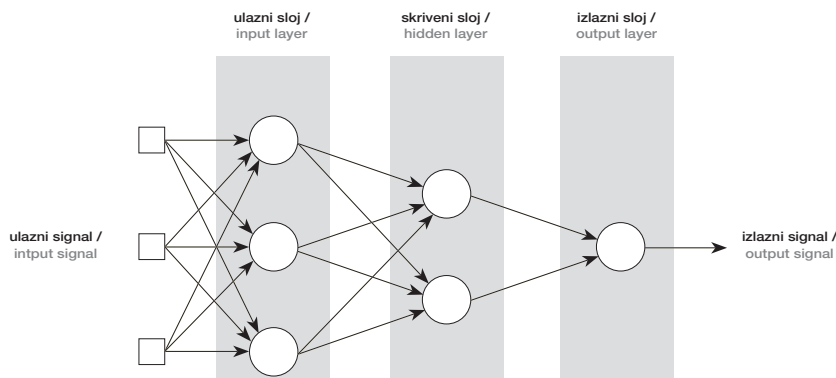 ulazni sloj /
input layer
skriveni sloj /
hidden layer
izlazni sloj /
output layer
ulazni signal /
intput signal
izlazni signal /
output signal